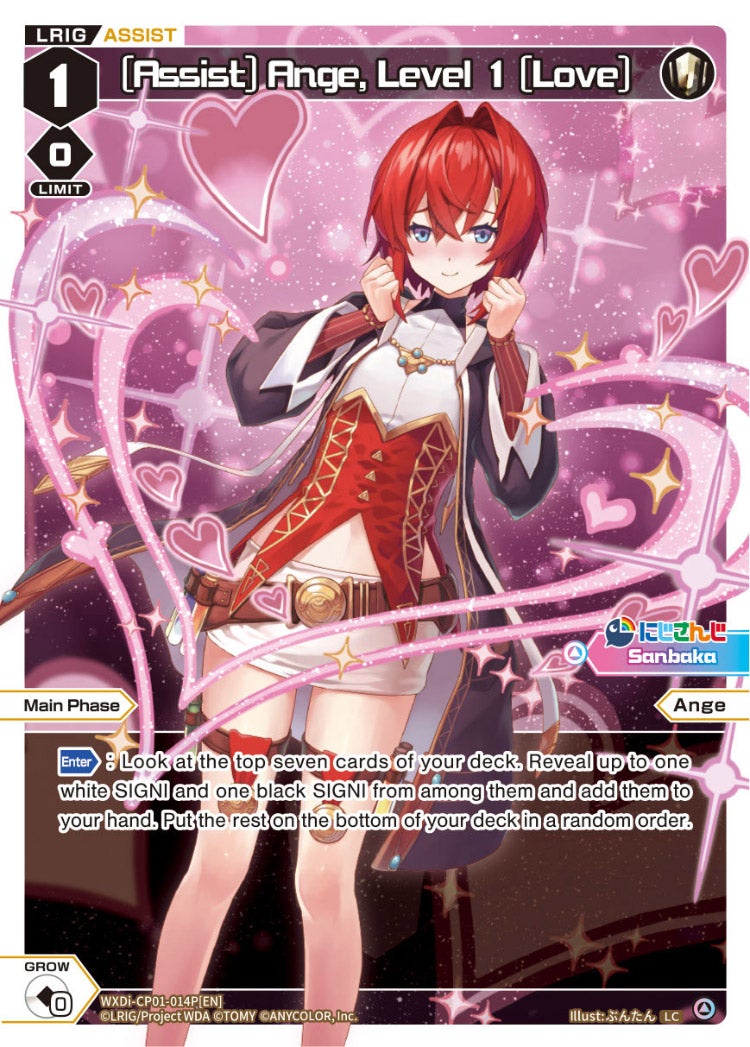 LRIG ASSIST
1
[Assist] Ange, Level 1 [Love]
0
LIMIT
にじさんじ
Sanbaka
Main Phase
Ange
Enter : Look at the top seven cards of your deck. Reveal up to one
white SIGNI and one black SIGNI from among them and add them to
your hand. Put the rest on the bottom of your deck in a random order.
GROW
0
WXDi-CP01-014P[EN]
©LRIG/Project WDA ©TOMY ©ANYCOLOR, Inc.
Illust:ぶんたん LC